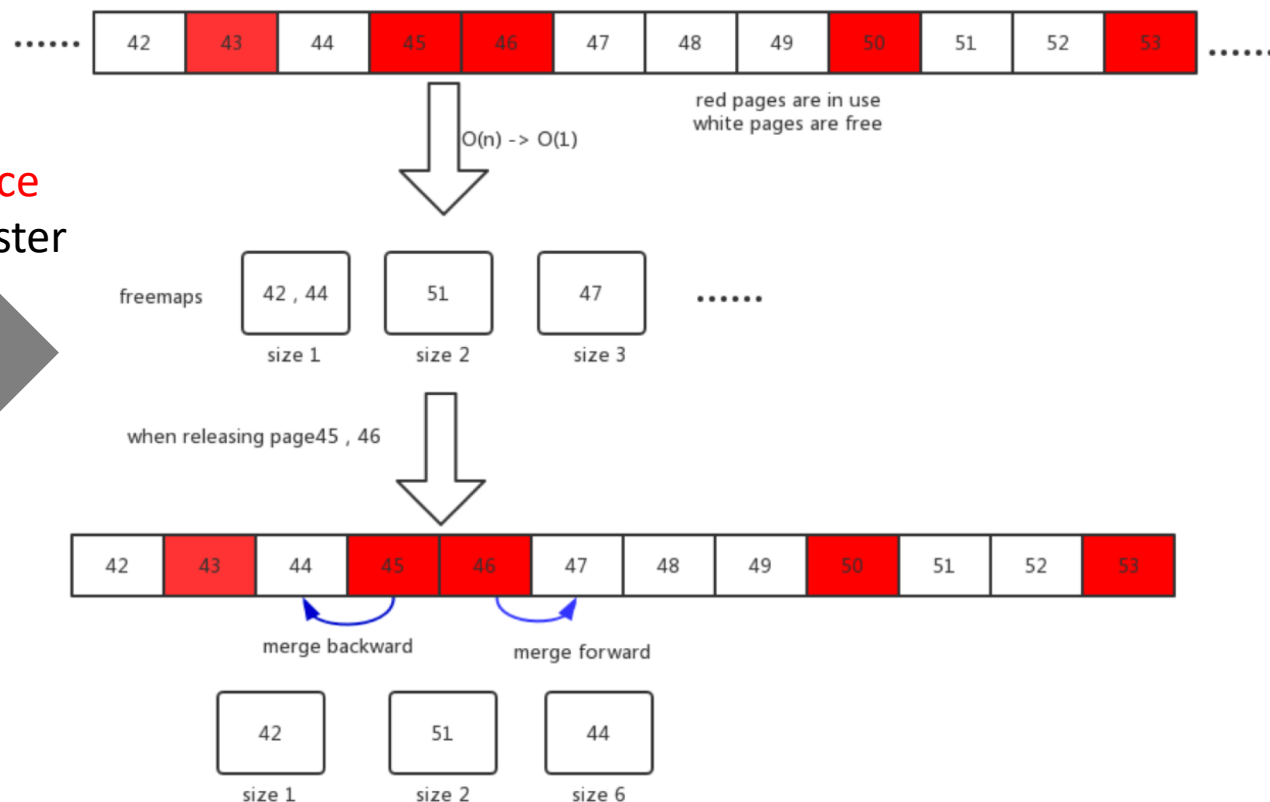 ...... 42 43 44 45 46 47 48 49 50 51 52 53 ......
red pages are in use
white pages are free
O(n) -> O(1)
ce
ster
freemaps 42 , 44 51 47 ......
size 1 size 2 size 3
when releasing page45 , 46
42 43 44 45 46 47 48 49 50 51 52 53
merge backward merge forward
42 51 44
size 1 size 2 size 6